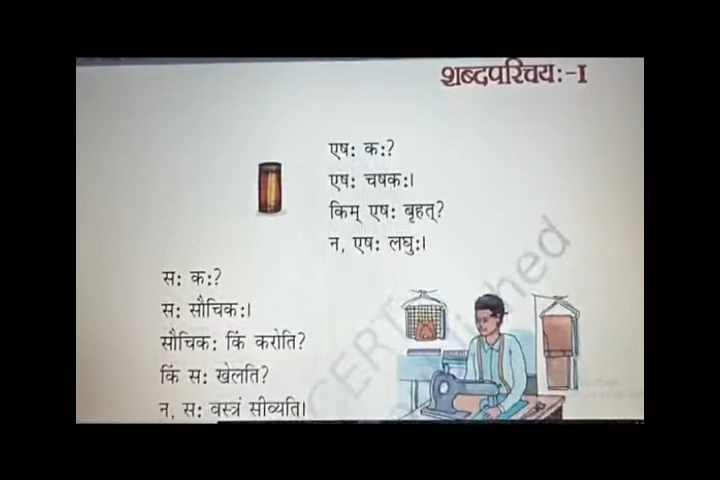 शब्दपरिचयः-I
एषः कः?
एषः चषकः।
किम् एषः बृहत्?
न, एषः लघुः।
सः कः?
सः सौचिकः।
सौचिकः किं करोति?
किं सः खेलति?
न, सः वस्त्रं सीव्यति।